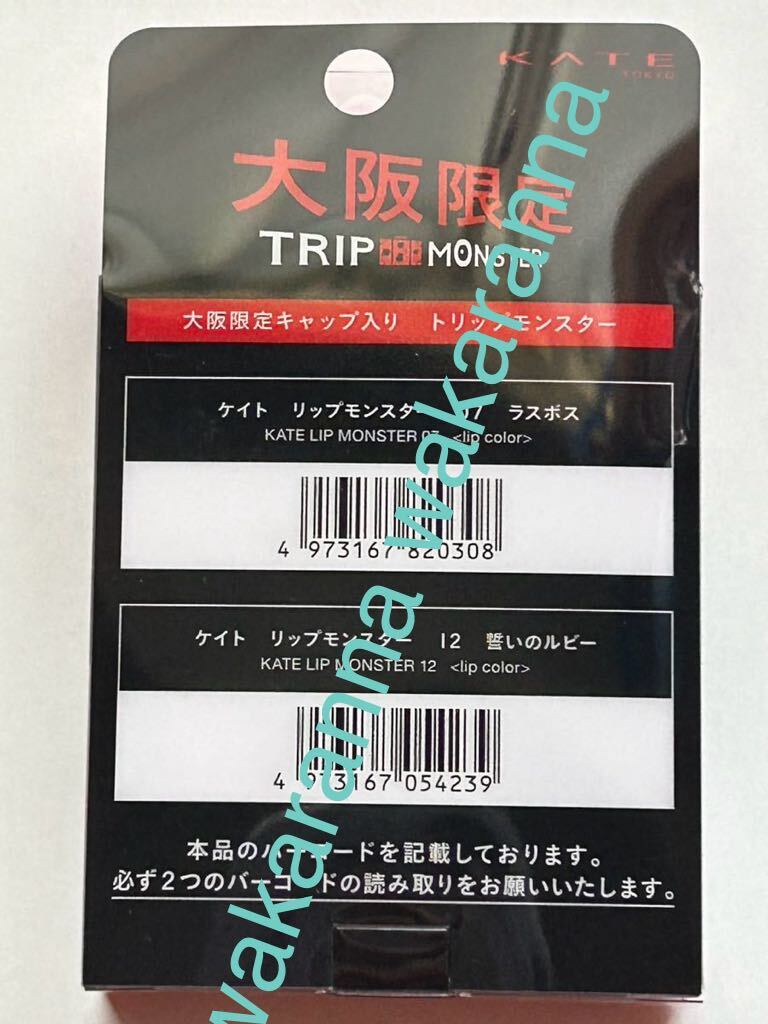 KATE
TOKYO
大阪限定
TRIP MONSTER
大阪限定キャップ入り トリップモンスター
ケイト リップモンスター 07 ラスボス
KATE LIP MONSTER 07 <lip color>
4 973167 820308
ケイト リップモンスター 12 誓いのルビー
KATE LIP MONSTER 12 <lip color>
4 973167 054239
本品のバーコードを記載しております。
必ず2つのバーコードの読み取りをお願いいたします。
wakaranna wakaranna wakaranna